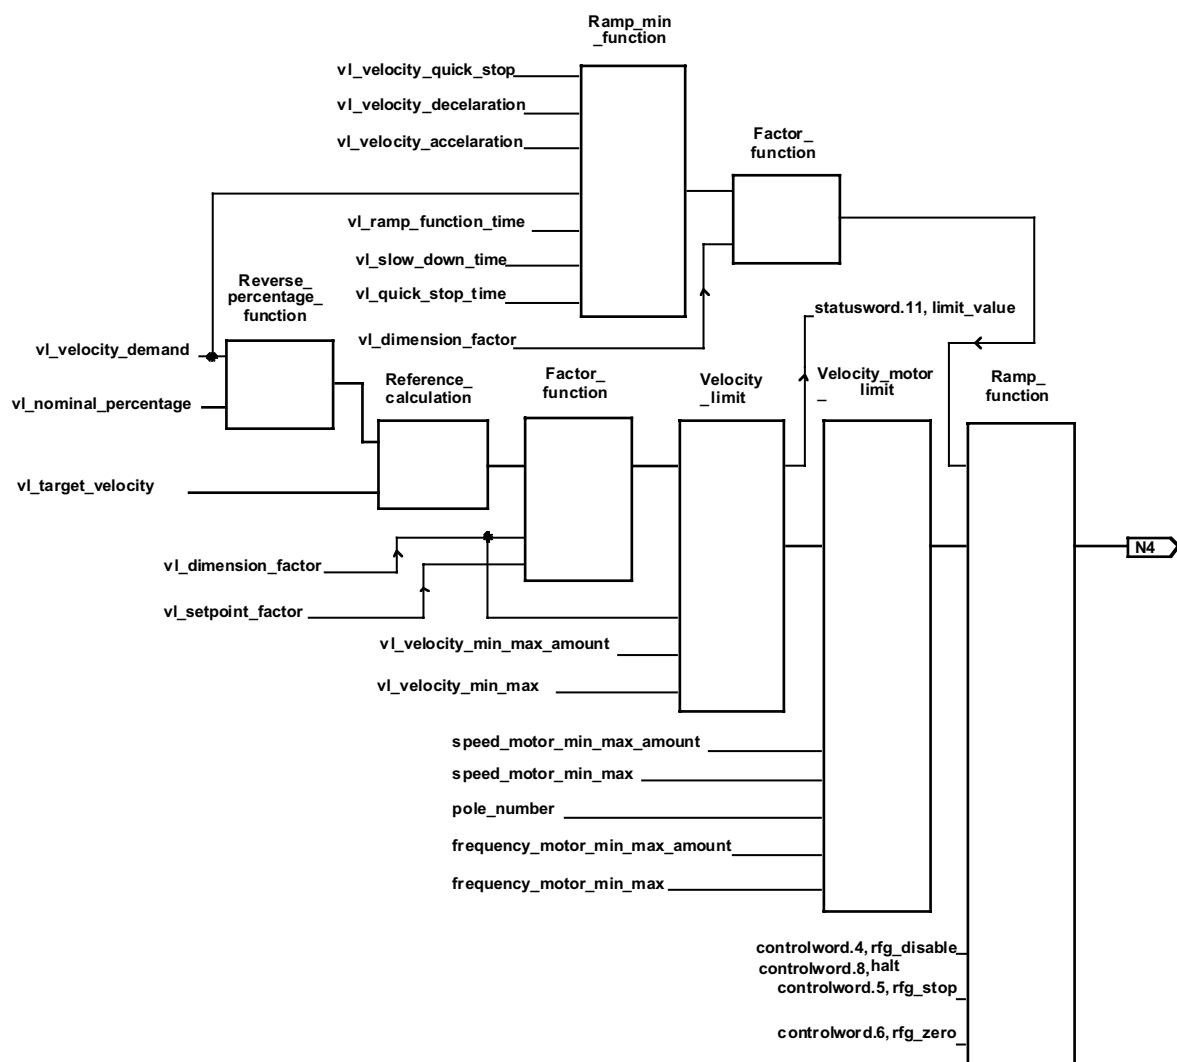 Ramp_min
_function
vl_velocity_quick_stop
vl_velocity_decelaration
vl_velocity_accelaration
Factor_
function
vl_ramp_function_time
vl_slow_down_time
vl_quick_stop_time
Reverse_
percentage_
function
statusword.11, limit_value
vl_dimension_factor
vl_velocity_demand
vl_nominal_percentage
Reference_
calculation
Factor_
function
Velocity
_limit
Velocity_motor
_ limit
Ramp_
function
vl_target_velocity
N4
vl_dimension_factor
vl_setpoint_factor
vl_velocity_min_max_amount
vl_velocity_min_max
speed_motor_min_max_amount
speed_motor_min_max
pole_number
frequency_motor_min_max_amount
frequency_motor_min_max
controlword.4, rfg_disable
controlword.8, halt
controlword.5, rfg_stop
controlword.6, rfg_zero